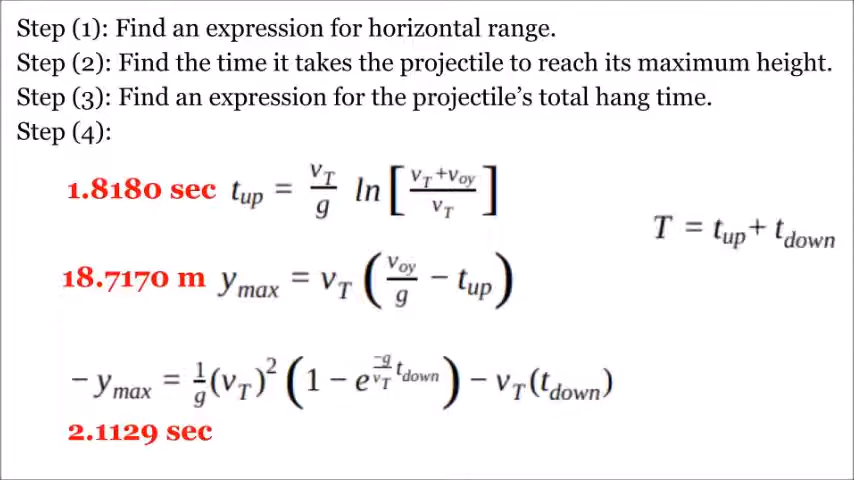 Step (1): Find an expression for horizontal range.
Step (2): Find the time it takes the projectile to reach its maximum height.
Step (3): Find an expression for the projectile's total hang time.
Step (4):
1.8180 sec t_up = v_T/g ln[(v_T+v_oy)/v_T]
T = t_up + t_down
18.7170 m y_max = v_T (v_oy/g − t_up)
−y_max = 1/g (v_T)² (1 − e^(−g/v_T t_down)) − v_T(t_down)
2.1129 sec